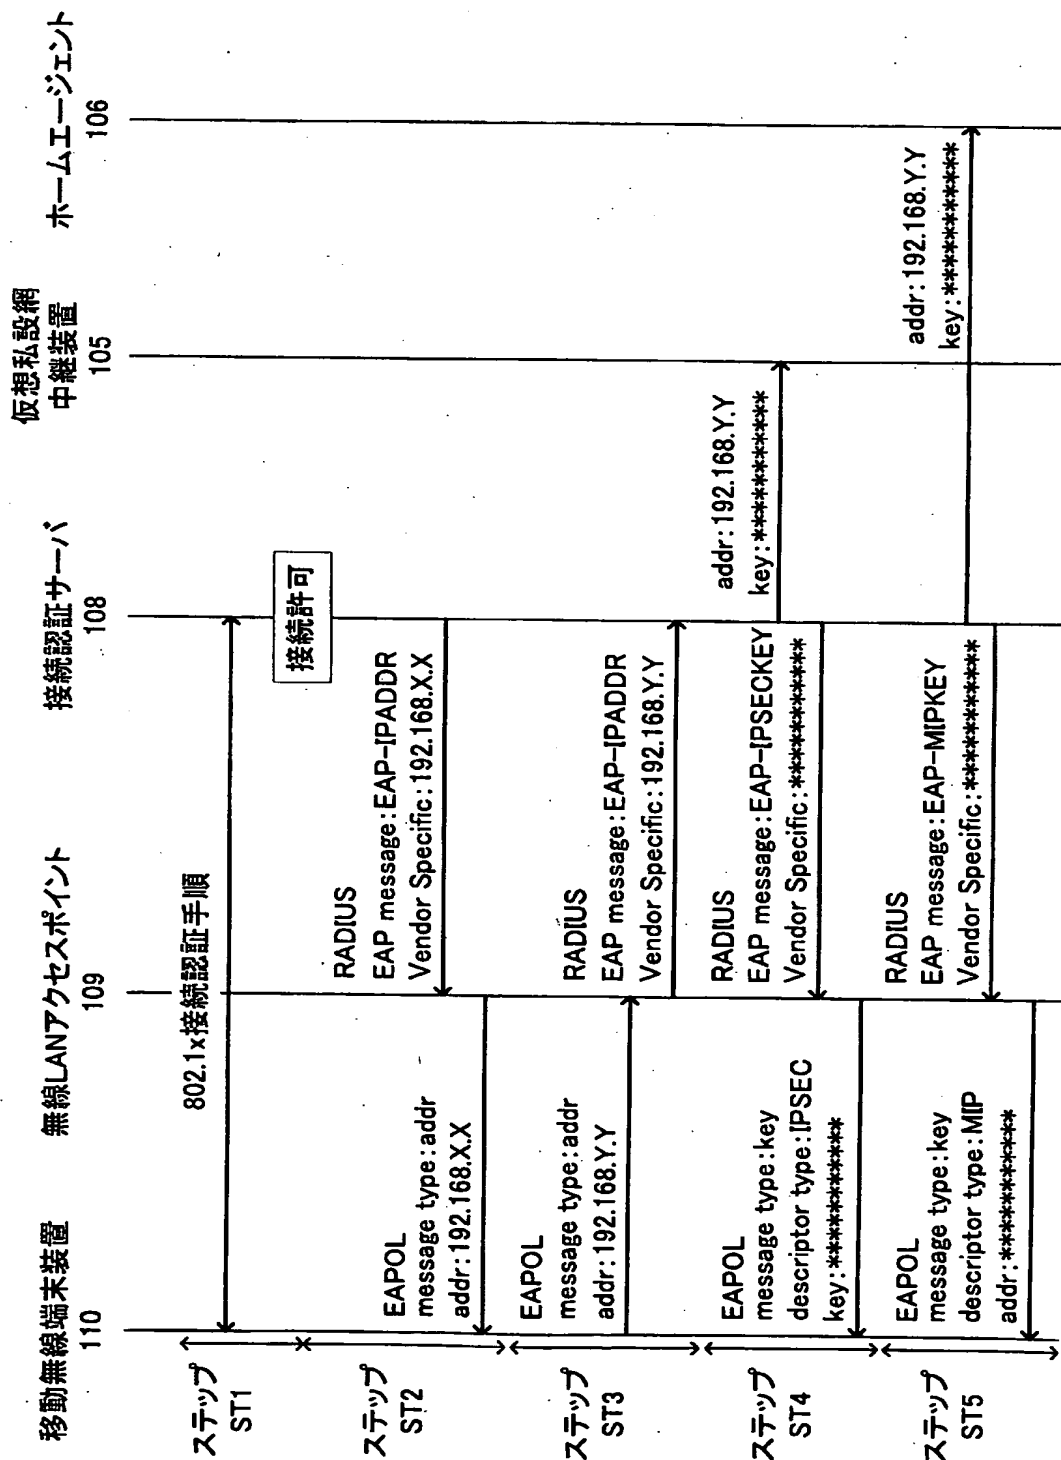 移動無線端末装置
110
無線LANアクセスポイント
109
接続認証サーバ
108
仮想私設網
中継装置
105
ホームエージェント
106
ステップ
ST1
802.1x接続認証手順
接続許可
ステップ
ST2
RADIUS
EAP message:EAP-IPADDR
Vendor Specific:192.168.X.X
EAPOL
message type:addr
addr:192.168.X.X
ステップ
ST3
EAPOL
message type:addr
addr:192.168.Y.Y
RADIUS
EAP message:EAP-IPADDR
Vendor Specific:192.168.Y.Y
ステップ
ST4
addr:192.168.Y.Y
key:**********
RADIUS
EAP message:EAP-IPSECKEY
Vendor Specific:**********
EAPOL
message type:key
descriptor type:IPSEC
key:**********
ステップ
ST5
addr:192.168.Y.Y
key:**********
RADIUS
EAP message:EAP-MIPKEY
Vendor Specific:**********
EAPOL
message type:key
descriptor type:MIP
addr:**********